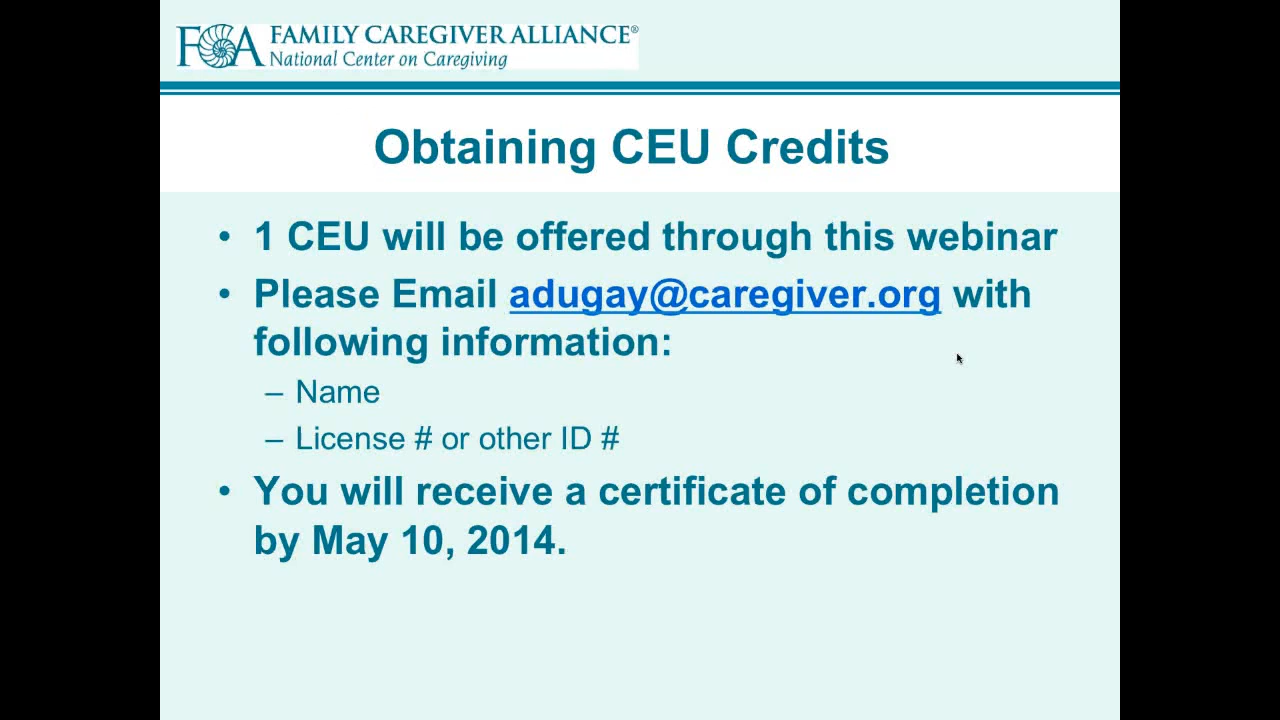 FCA FAMILY CAREGIVER ALLIANCE®
National Center on Caregiving
Obtaining CEU Credits
• 1 CEU will be offered through this webinar
• Please Email adugay@caregiver.org with
following information:
– Name
– License # or other ID #
• You will receive a certificate of completion
by May 10, 2014.